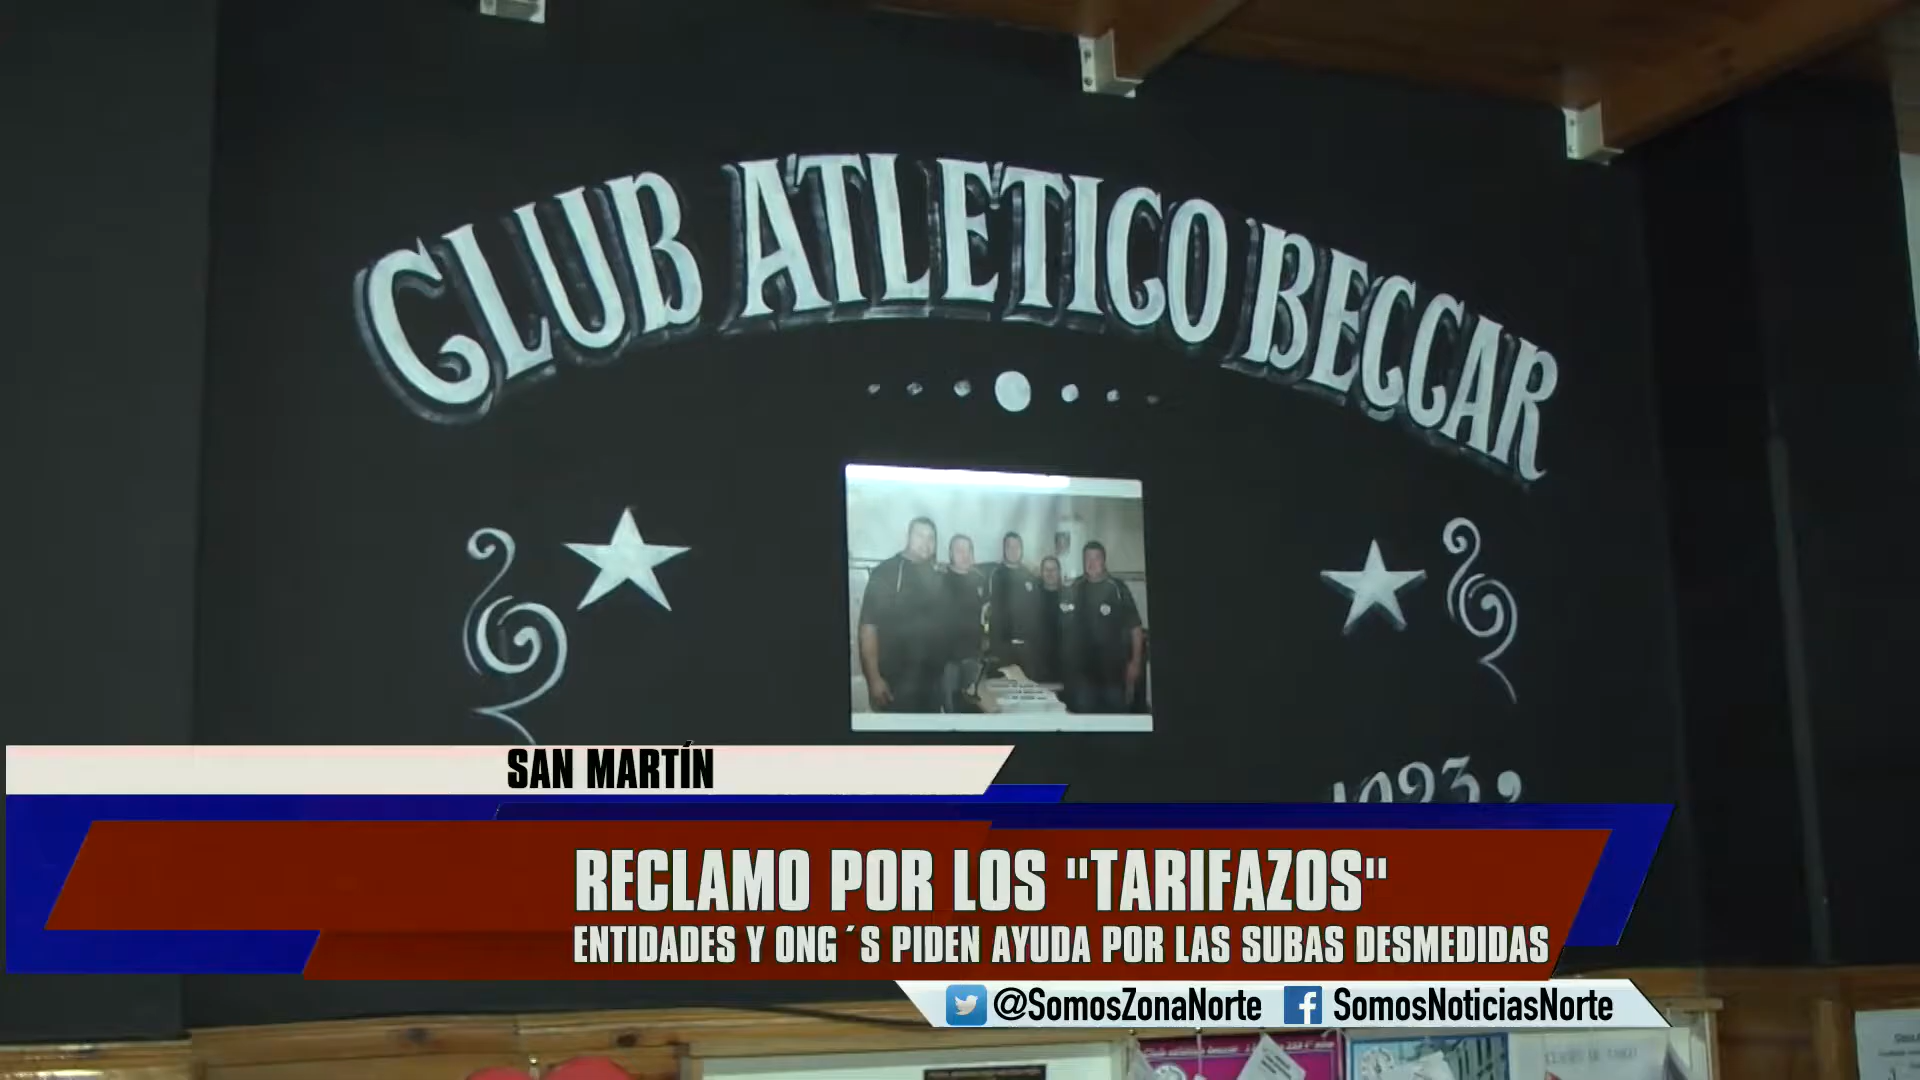 CLUB ATLETICO BECCAR
1923
SAN MARTÍN
RECLAMO POR LOS "TARIFAZOS"
ENTIDADES Y ONG´S PIDEN AYUDA POR LAS SUBAS DESMEDIDAS
@SomosZonaNorte SomosNoticiasNorte